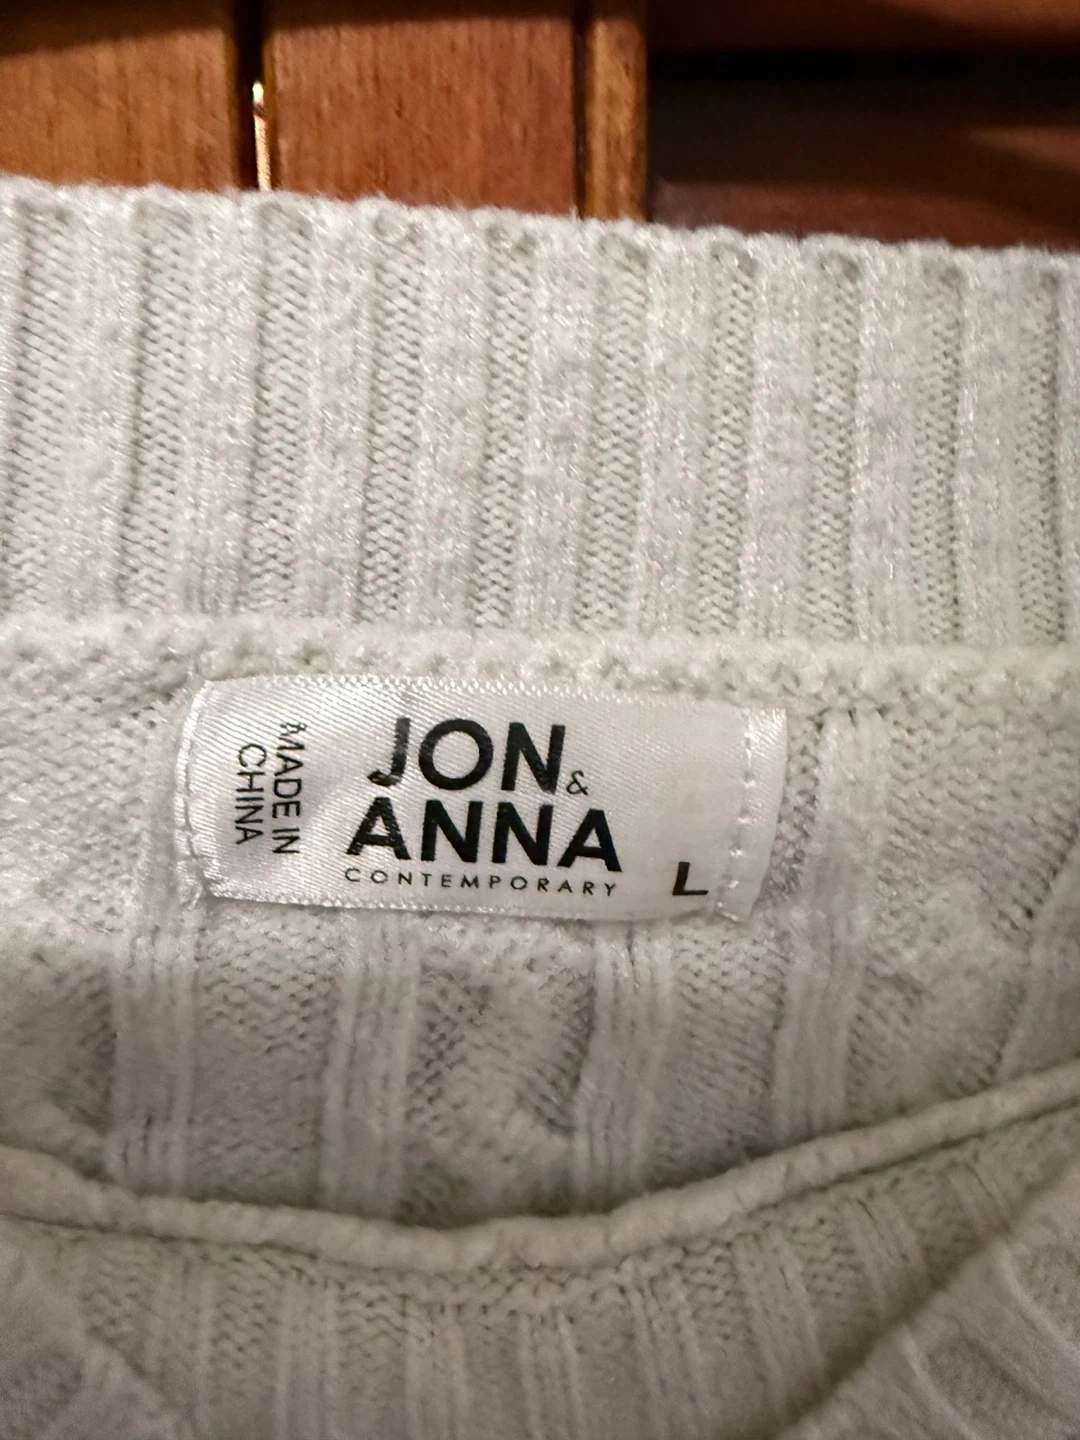 MADE IN
CHINA
JON &
ANNA
CONTEMPORARY
L